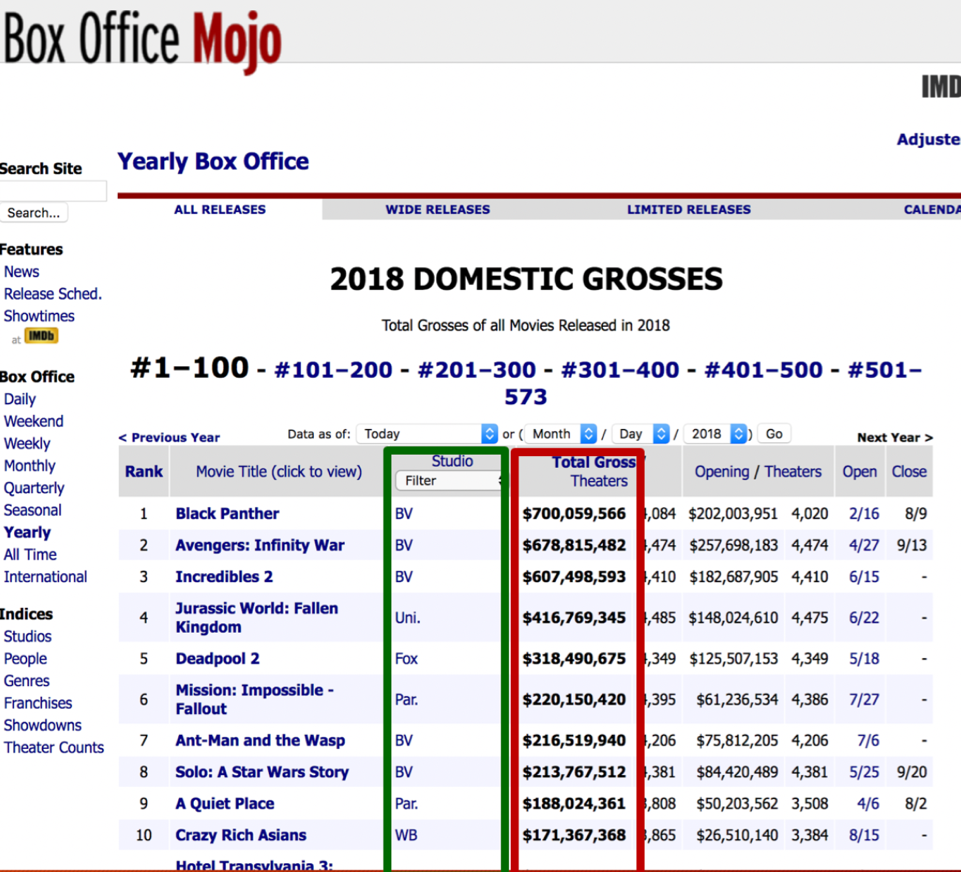 Box Office Mojo
IMD
Adjuste
Search Site
Yearly Box Office
Search...
ALL RELEASES WIDE RELEASES LIMITED RELEASES CALENDA
Features
News
Release Sched.
Showtimes
at IMDb
2018 DOMESTIC GROSSES
Total Grosses of all Movies Released in 2018
#1–100 - #101–200 - #201–300 - #301–400 - #401–500 - #501–
573
Box Office
Daily
Weekend
Weekly
Monthly
Quarterly
Seasonal
Yearly
All Time
International
Indices
Studios
People
Genres
Franchises
Showdowns
Theater Counts
< Previous Year Data as of: Today or ( Month / Day / 2018 ) Go Next Year >
Rank Movie Title (click to view) Studio Filter Total Gross / Theaters Opening / Theaters Open Close
1 Black Panther BV $700,059,566 4,084 $202,003,951 4,020 2/16 8/9
2 Avengers: Infinity War BV $678,815,482 4,474 $257,698,183 4,474 4/27 9/13
3 Incredibles 2 BV $607,498,593 4,410 $182,687,905 4,410 6/15 -
4 Jurassic World: Fallen
Kingdom Uni. $416,769,345 4,485 $148,024,610 4,475 6/22 -
5 Deadpool 2 Fox $318,490,675 4,349 $125,507,153 4,349 5/18 -
6 Mission: Impossible -
Fallout Par. $220,150,420 4,395 $61,236,534 4,386 7/27 -
7 Ant-Man and the Wasp BV $216,519,940 4,206 $75,812,205 4,206 7/6 -
8 Solo: A Star Wars Story BV $213,767,512 4,381 $84,420,489 4,381 5/25 9/20
9 A Quiet Place Par. $188,024,361 3,808 $50,203,562 3,508 4/6 8/2
10 Crazy Rich Asians WB $171,367,368 3,865 $26,510,140 3,384 8/15 -
Hotel Transylvania 3: